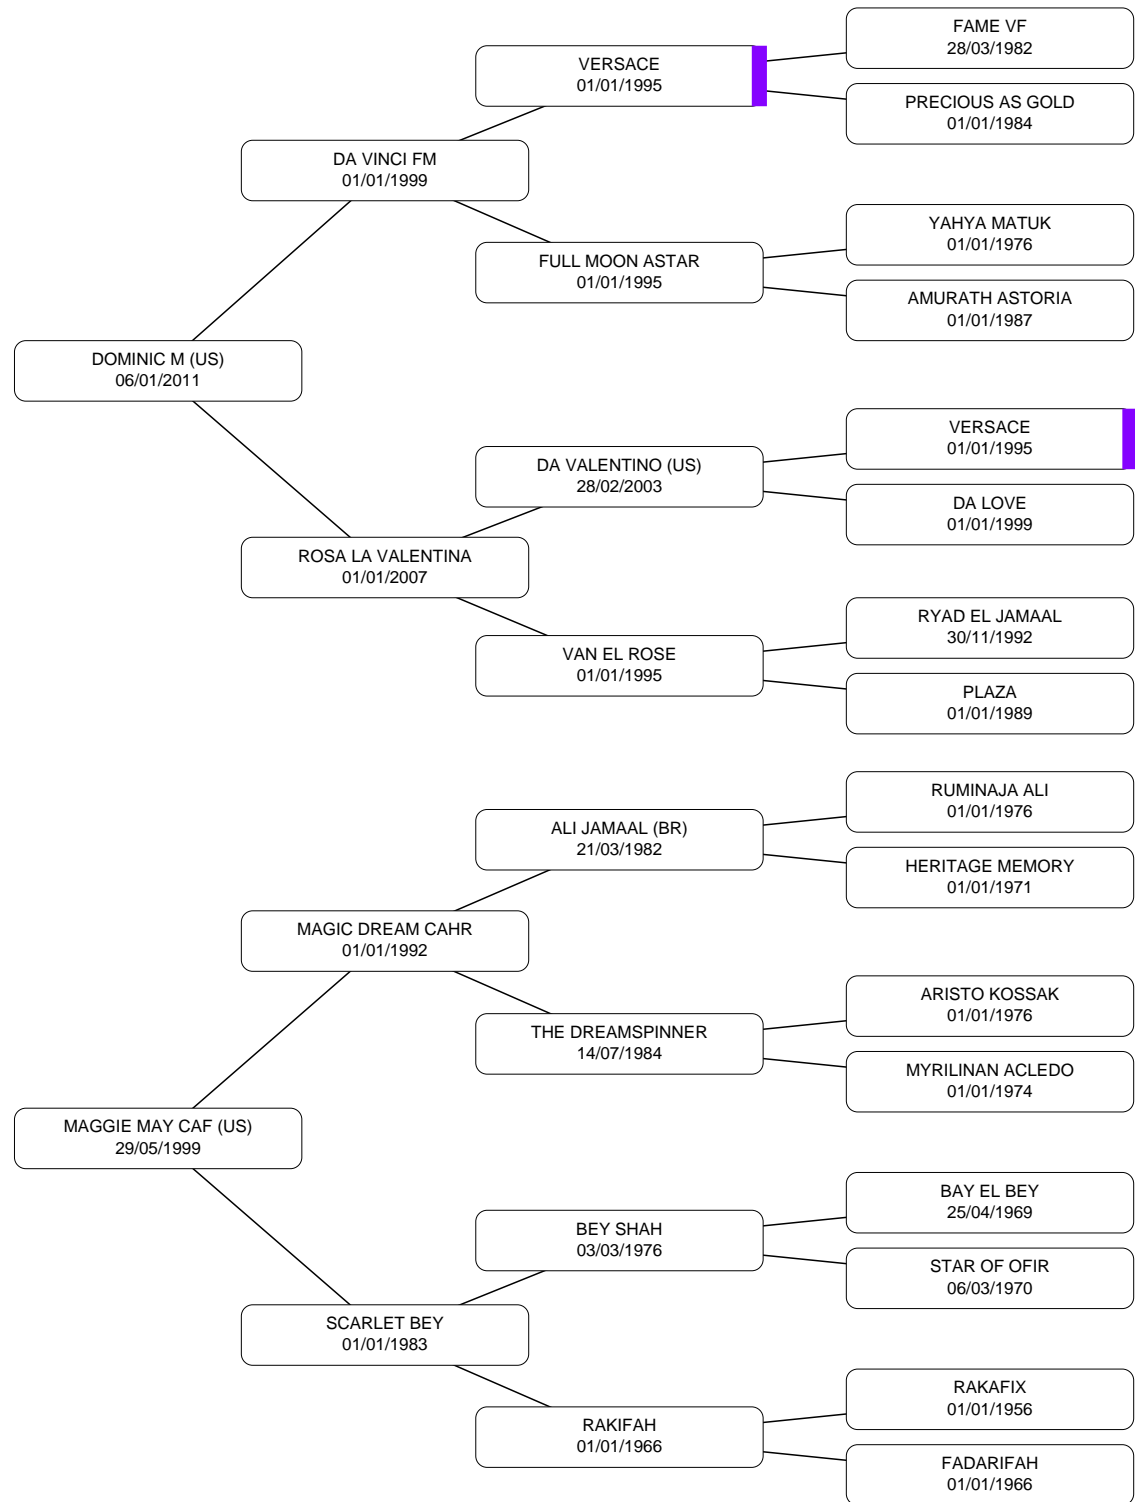 FAME VF
28/03/1982
VERSACE
01/01/1995
PRECIOUS AS GOLD
01/01/1984
DA VINCI FM
01/01/1999
YAHYA MATUK
01/01/1976
FULL MOON ASTAR
01/01/1995
AMURATH ASTORIA
01/01/1987
DOMINIC M (US)
06/01/2011
VERSACE
01/01/1995
DA VALENTINO (US)
28/02/2003
DA LOVE
01/01/1999
ROSA LA VALENTINA
01/01/2007
RYAD EL JAMAAL
30/11/1992
VAN EL ROSE
01/01/1995
PLAZA
01/01/1989
RUMINAJA ALI
01/01/1976
ALI JAMAAL (BR)
21/03/1982
HERITAGE MEMORY
01/01/1971
MAGIC DREAM CAHR
01/01/1992
ARISTO KOSSAK
01/01/1976
THE DREAMSPINNER
14/07/1984
MYRILINAN ACLEDO
01/01/1974
MAGGIE MAY CAF (US)
29/05/1999
BAY EL BEY
25/04/1969
BEY SHAH
03/03/1976
STAR OF OFIR
06/03/1970
SCARLET BEY
01/01/1983
RAKAFIX
01/01/1956
RAKIFAH
01/01/1966
FADARIFAH
01/01/1966